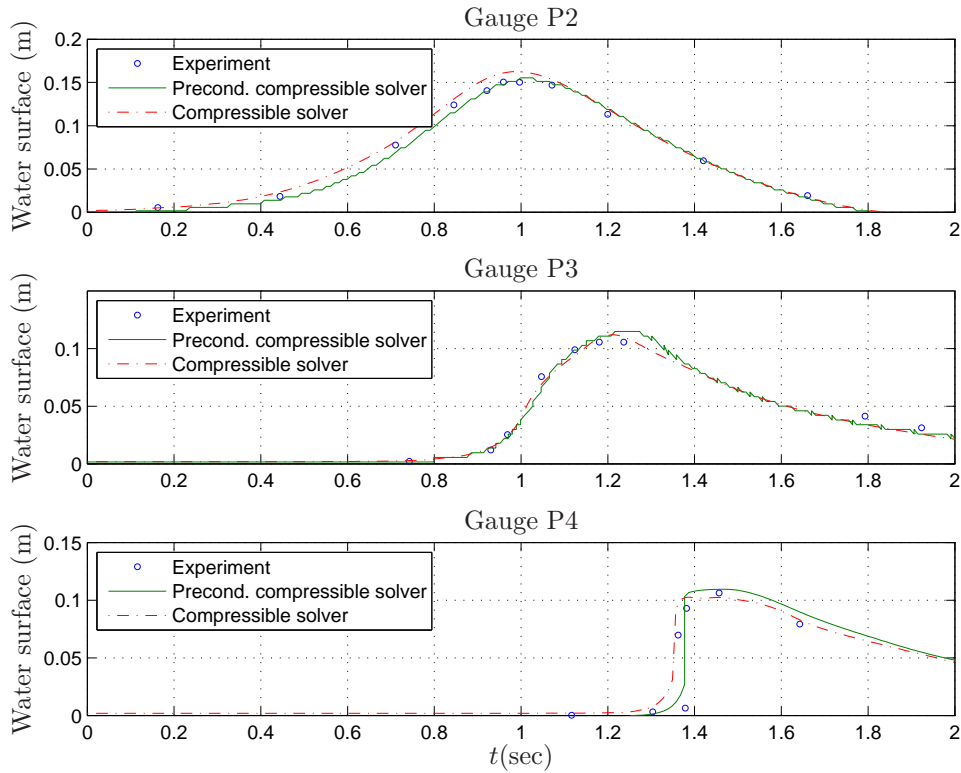 Gauge P2
Water surface (m)
0.2
0.15
0.1
0.05
0
Experiment
Precond. compressible solver
Compressible solver
0 0.2 0.4 0.6 0.8 1 1.2 1.4 1.6 1.8 2
Gauge P3
Water surface (m)
0.1
0.05
0
Experiment
Precond. compressible solver
Compressible solver
0 0.2 0.4 0.6 0.8 1 1.2 1.4 1.6 1.8 2
Gauge P4
Water surface (m)
0.15
0.1
0.05
0
Experiment
Precond. compressible solver
Compressible solver
0 0.2 0.4 0.6 0.8 1 1.2 1.4 1.6 1.8 2
t(sec)